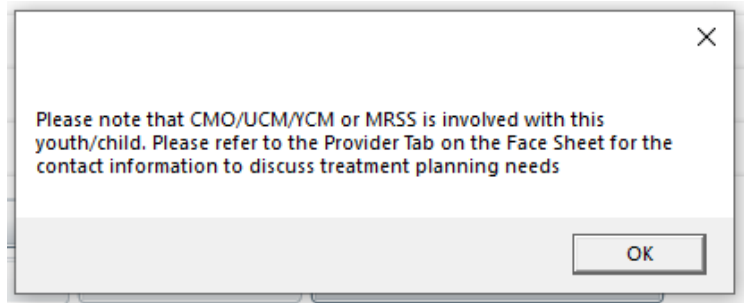 Please note that CMO/UCM/YCM or MRSS is involved with this
youth/child. Please refer to the Provider Tab on the Face Sheet for the
contact information to discuss treatment planning needs
OK